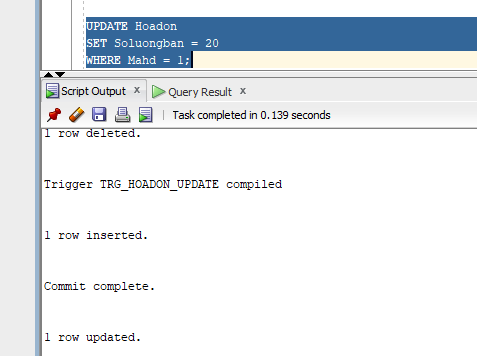 UPDATE Hoadon
SET Soluongban = 20
WHERE Mahd = 1;
Script Output x Query Result x
Task completed in 0.139 seconds
1 row deleted.
Trigger TRG_HOADON_UPDATE compiled
1 row inserted.
Commit complete.
1 row updated.